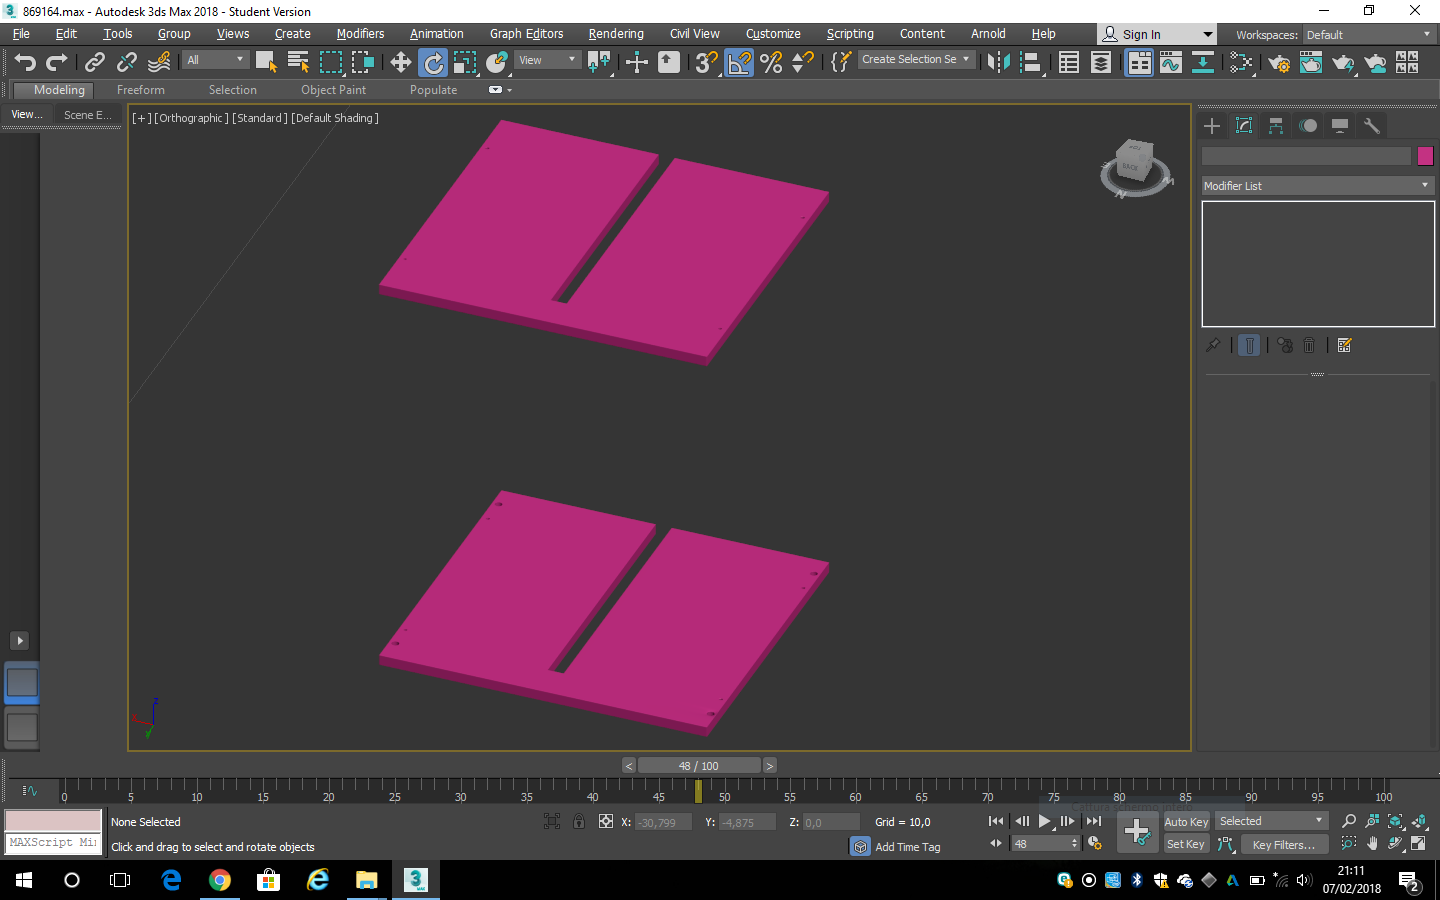 869164.max - Autodesk 3ds Max 2018 - Student Version
File Edit Tools Group Views Create Modifiers Animation Graph Editors Rendering Civil View Customize Scripting Content Arnold Help Sign In Workspaces: Default
All View Create Selection Se
Modeling Freeform Selection Object Paint Populate
View... Scene E...
[+] [Orthographic] [Standard] [Default Shading]
Modifier List
48 / 100
0 5 10 15 20 25 30 35 40 45 50 55 60 65 70 75 80 85 90 95 100
Cattura schermo intero
None Selected X: -30,799 Y: -4,875 Z: 0,0 Grid = 10,0 Auto Key Selected
MAXScript Mi
Click and drag to select and rotate objects Add Time Tag 48 Set Key Key Filters...
21:11
07/02/2018
2